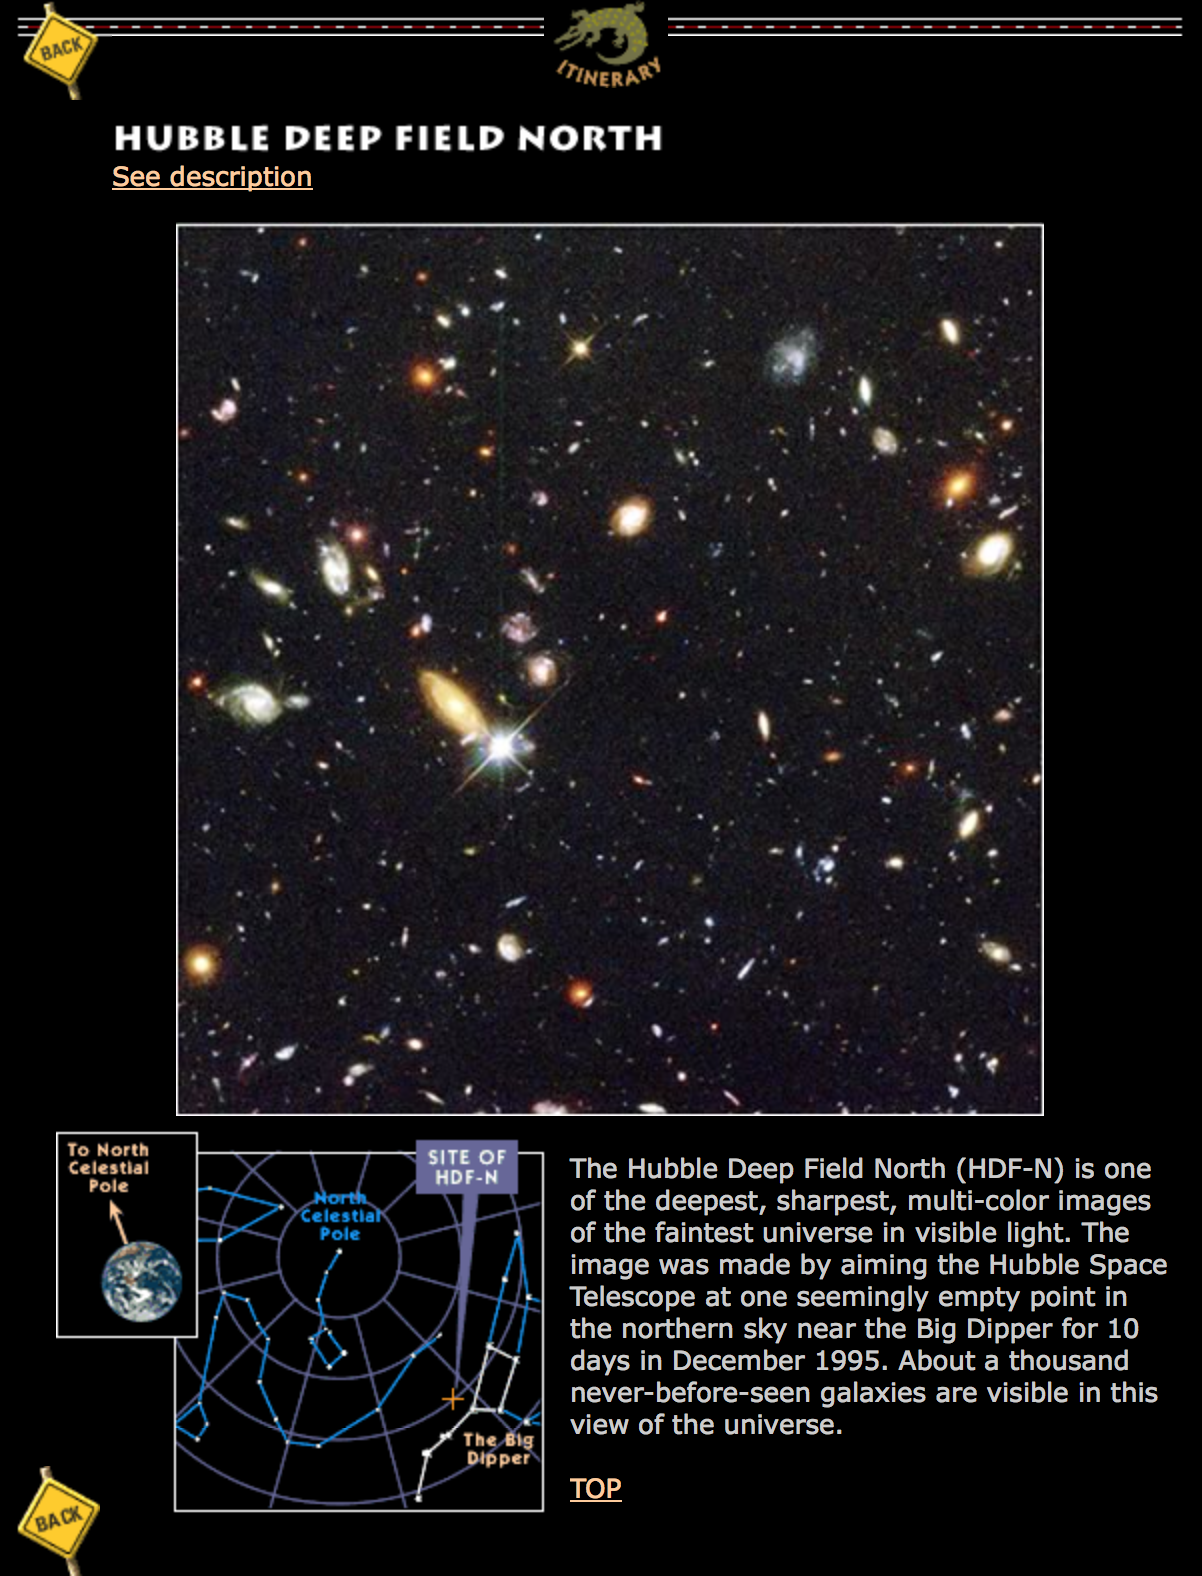 BACK
ITINERARY
HUBBLE DEEP FIELD NORTH
See description
To North
Celestial
Pole
North
Celestial
Pole
SITE OF
HDF-N
The Big
Dipper
The Hubble Deep Field North (HDF-N) is one
of the deepest, sharpest, multi-color images
of the faintest universe in visible light. The
image was made by aiming the Hubble Space
Telescope at one seemingly empty point in
the northern sky near the Big Dipper for 10
days in December 1995. About a thousand
never-before-seen galaxies are visible in this
view of the universe.
TOP
BACK